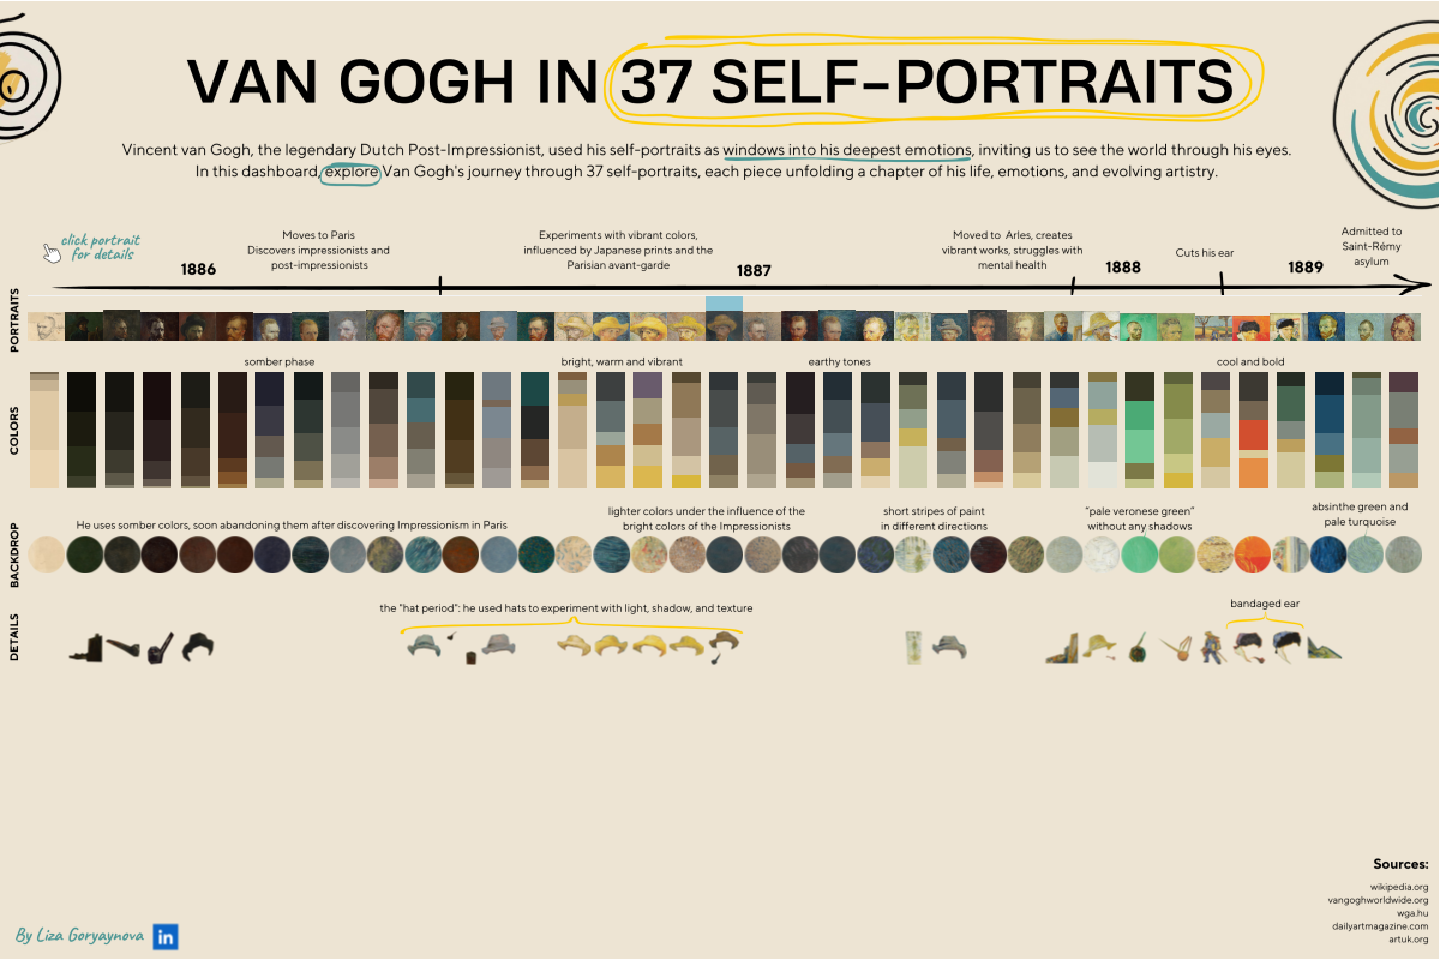 VAN GOGH IN 37 SELF-PORTRAITS
Vincent van Gogh, the legendary Dutch Post-Impressionist, used his self-portraits as windows into his deepest emotions, inviting us to see the world through his eyes.
In this dashboard, explore Van Gogh's journey through 37 self-portraits, each piece unfolding a chapter of his life, emotions, and evolving artistry.
click portrait
for details
1886
Moves to Paris
Discovers impressionists and
post-impressionists
Experiments with vibrant colors,
influenced by Japanese prints and the
Parisian avant-garde
1887
Moved to Arles, creates
vibrant works, struggles with
mental health
1888
Cuts his ear
1889
Admitted to
Saint-Rémy
asylum
PORTRAITS
somber phase
bright, warm and vibrant
earthy tones
cool and bold
COLORS
He uses somber colors, soon abandoning them after discovering Impressionism in Paris
lighter colors under the influence of the
bright colors of the Impressionists
short stripes of paint
in different directions
"pale veronese green"
without any shadows
absinthe green and
pale turquoise
BACKDROP
the "hat period": he used hats to experiment with light, shadow, and texture
bandaged ear
DETAILS
Sources:
wikipedia.org
vangoghworldwide.org
wga.hu
dailyartmagazine.com
artuk.org
By Liza Goryaynova
in